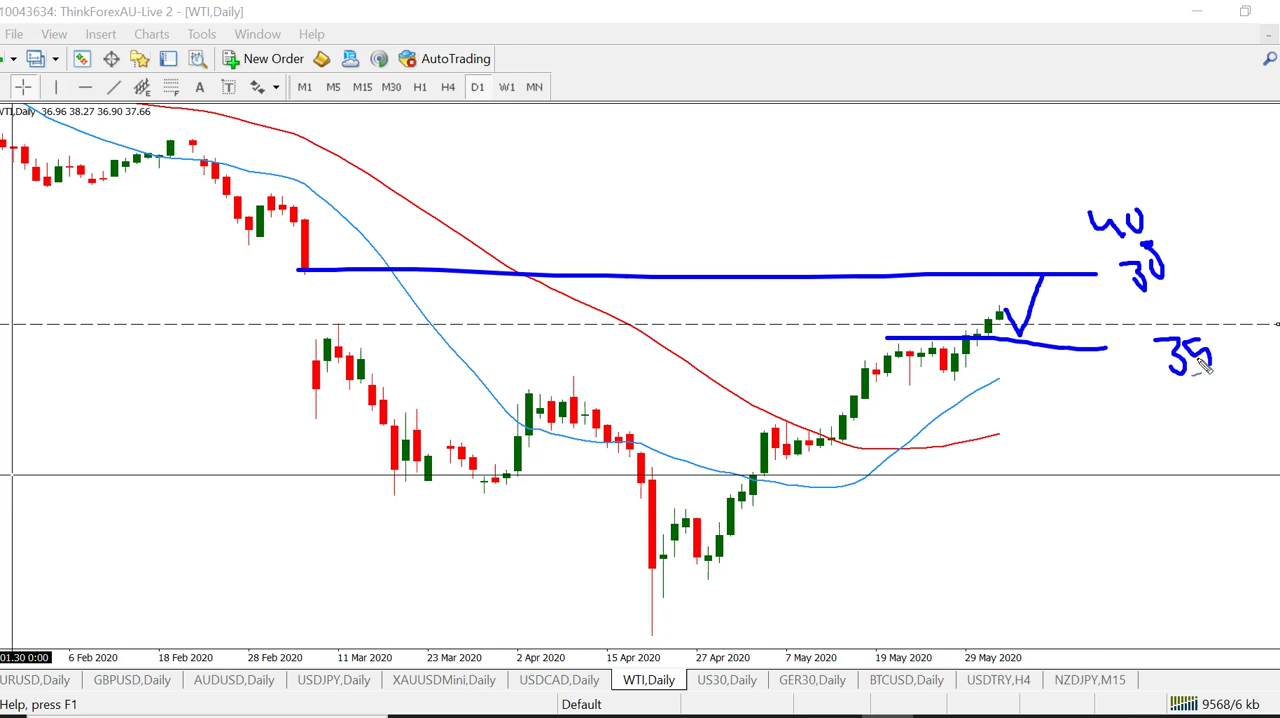 10043634: ThinkForexAU-Live 2 - [WTI,Daily]
File View Insert Charts Tools Window Help
New Order AutoTrading
A T M1 M5 M15 M30 H1 H4 D1 W1 MN
WTI,Daily 36.96 38.27 36.90 37.66
40
30
35
01.30 0:00 6 Feb 2020 18 Feb 2020 28 Feb 2020 11 Mar 2020 23 Mar 2020 2 Apr 2020 15 Apr 2020 27 Apr 2020 7 May 2020 19 May 2020 29 May 2020
URUSD,Daily GBPUSD,Daily AUDUSD,Daily USDJPY,Daily XAUUSDMini,Daily USDCAD,Daily WTI,Daily US30,Daily GER30,Daily BTCUSD,Daily USDTRY,H4 NZDJPY,M15
Help, press F1 Default 9568/6 kb